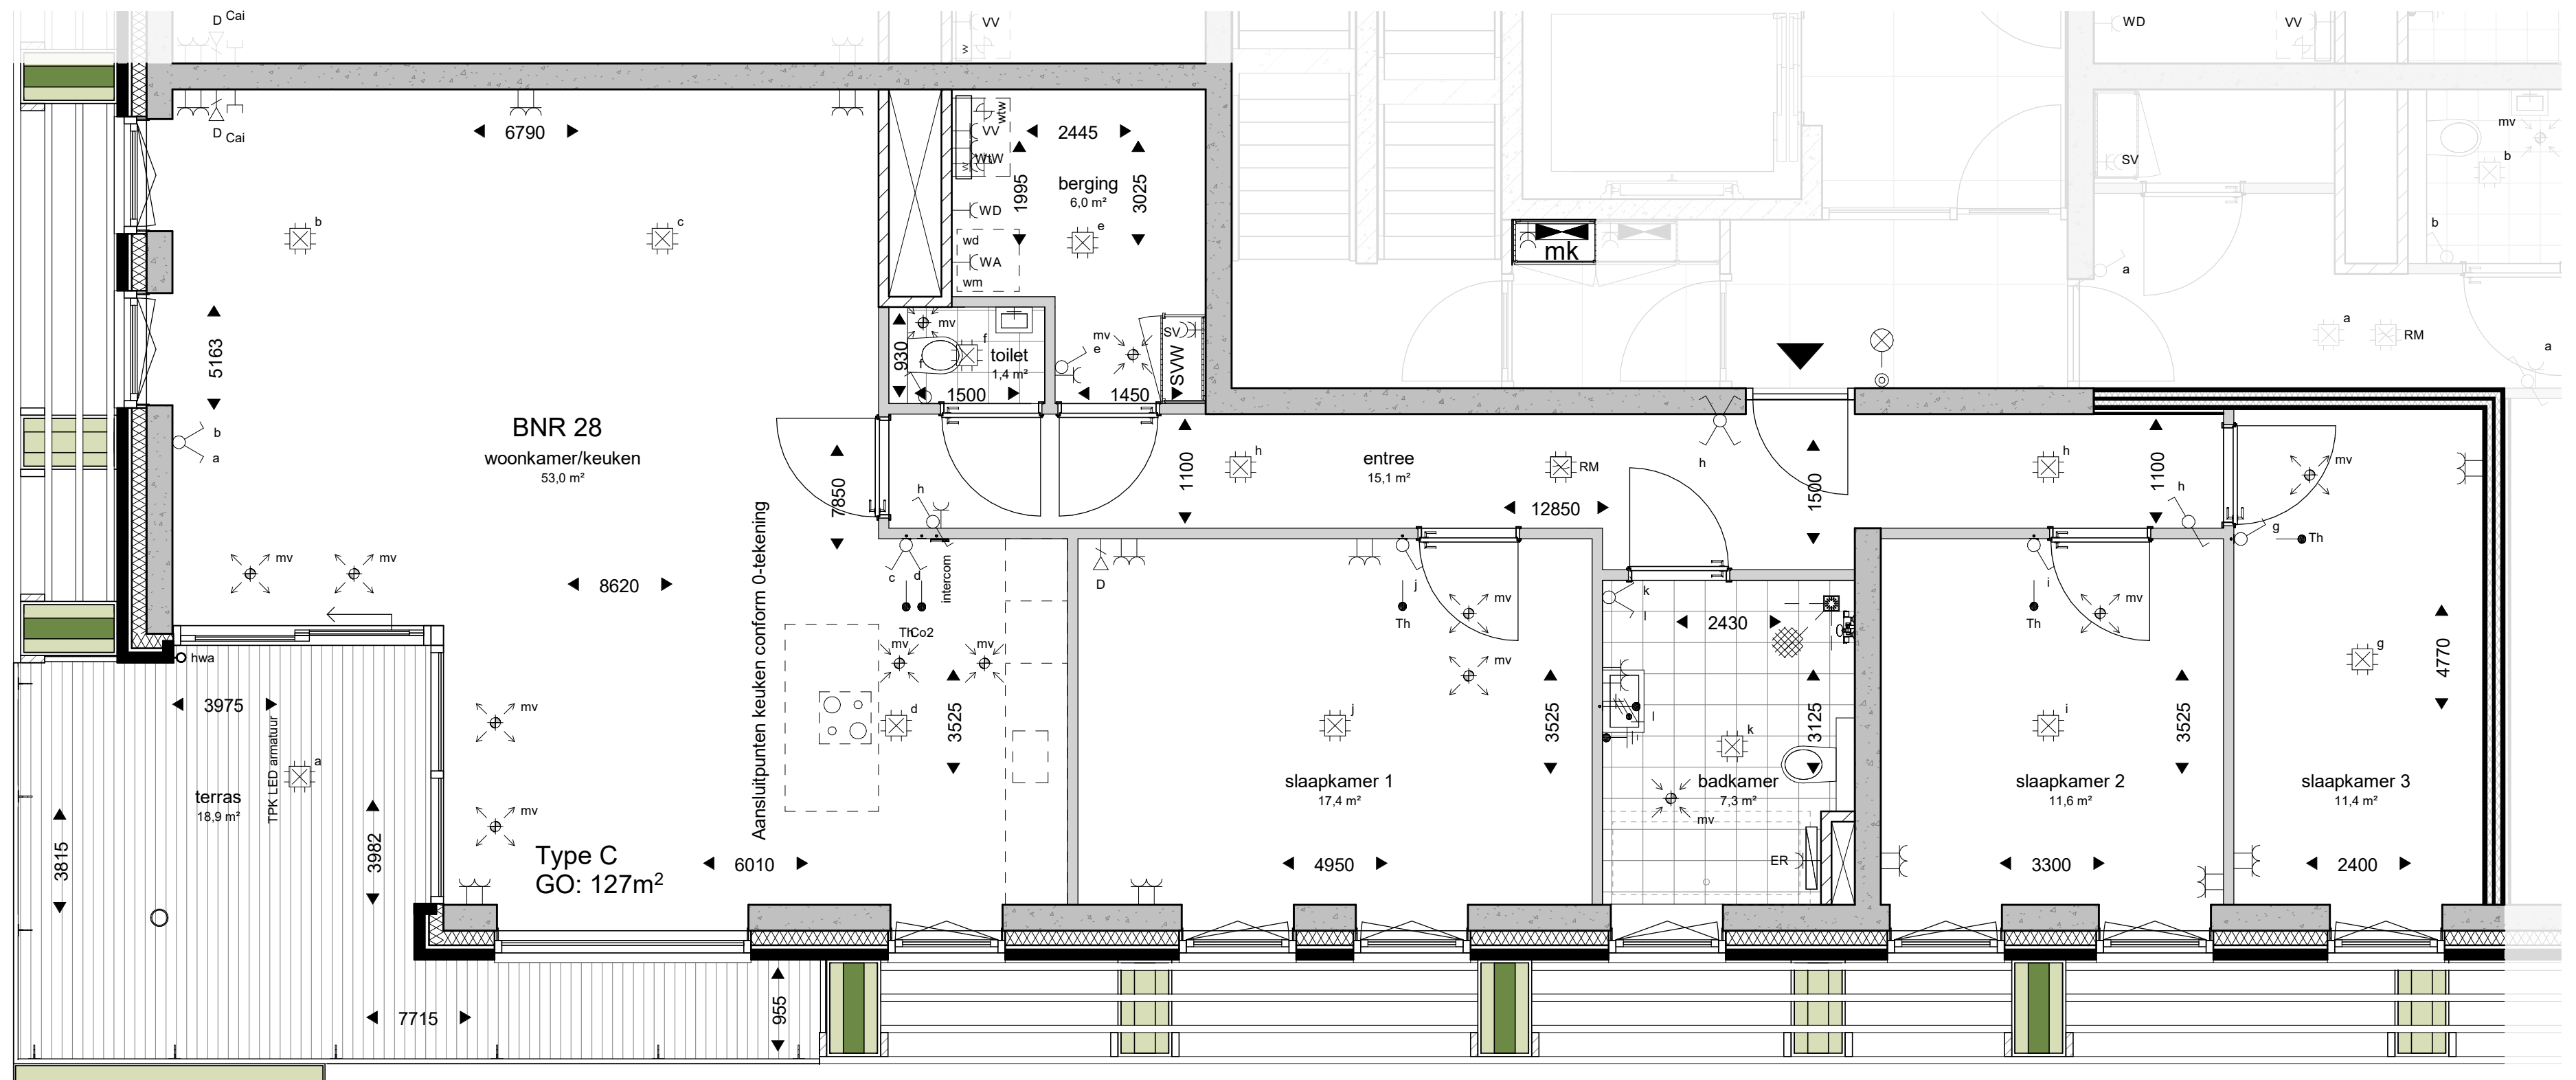 D Cai
VV
w
WD
VV
D Cai
6790
wtw
VV
WtW
w
2445
1995
berging
6,0 m²
3025
WD
e
wd
WA
wm
b
c
mk
SV
mv
b
b
a
a
RM
a
5163
930
mv
f
toilet
1,4 m²
f
1500
mv
e
SV
SVW
1450
BNR 28
woonkamer/keuken
53,0 m²
b
a
7850
1100
h
entree
15,1 m²
RM
h
12850
1500
h
1100
h
mv
g
Th
mv
mv
8620
Aansluitpunten keuken conform 0-tekening
h
c
d
intercom
Th
Co2
mv
mv
D
j
Th
mv
mv
k
l
2430
i
Th
mv
g
4770
hwa
3975
TPK LED armatuur
a
terras
18,9 m²
3815
3982
mv
mv
d
3525
j
3525
slaapkamer 1
17,4 m²
l
k
3125
badkamer
7,3 m²
mv
ER
i
3525
slaapkamer 2
11,6 m²
slaapkamer 3
11,4 m²
Type C
GO: 127m²
6010
4950
3300
2400
7715
955